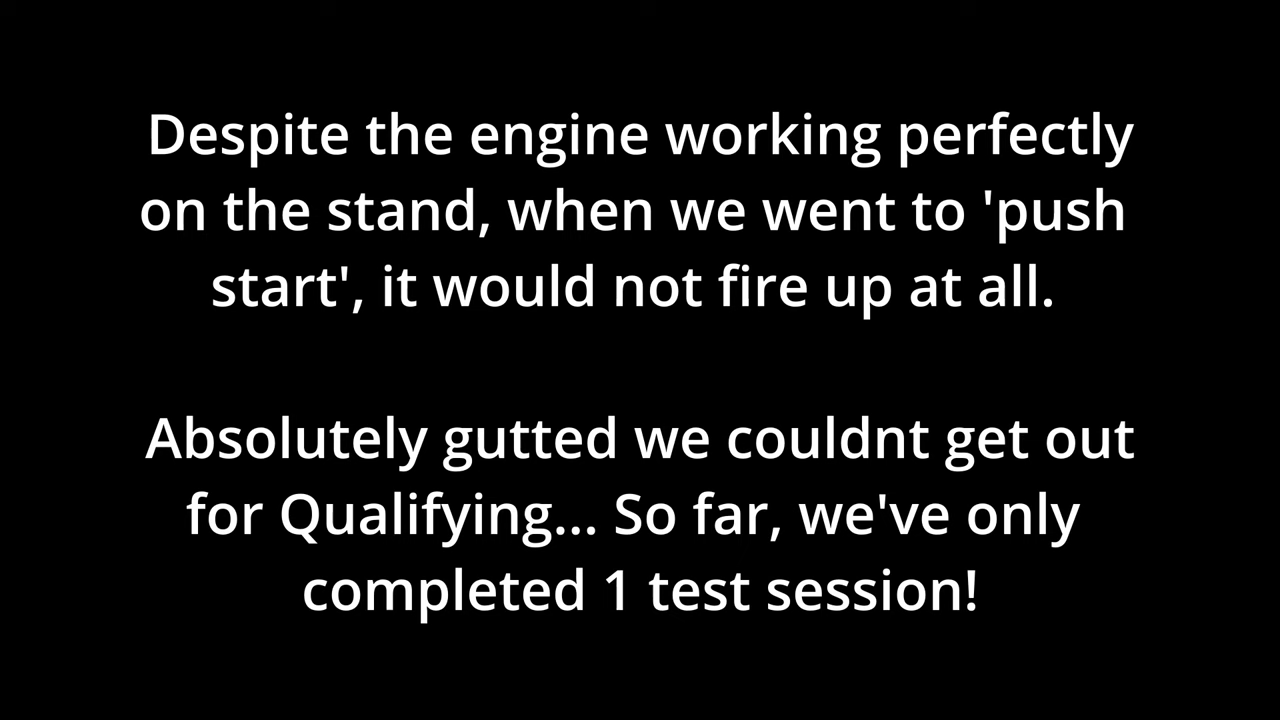 Despite the engine working perfectly
on the stand, when we went to 'push
start', it would not fire up at all.
Absolutely gutted we couldnt get out
for Qualifying... So far, we've only
completed 1 test session!